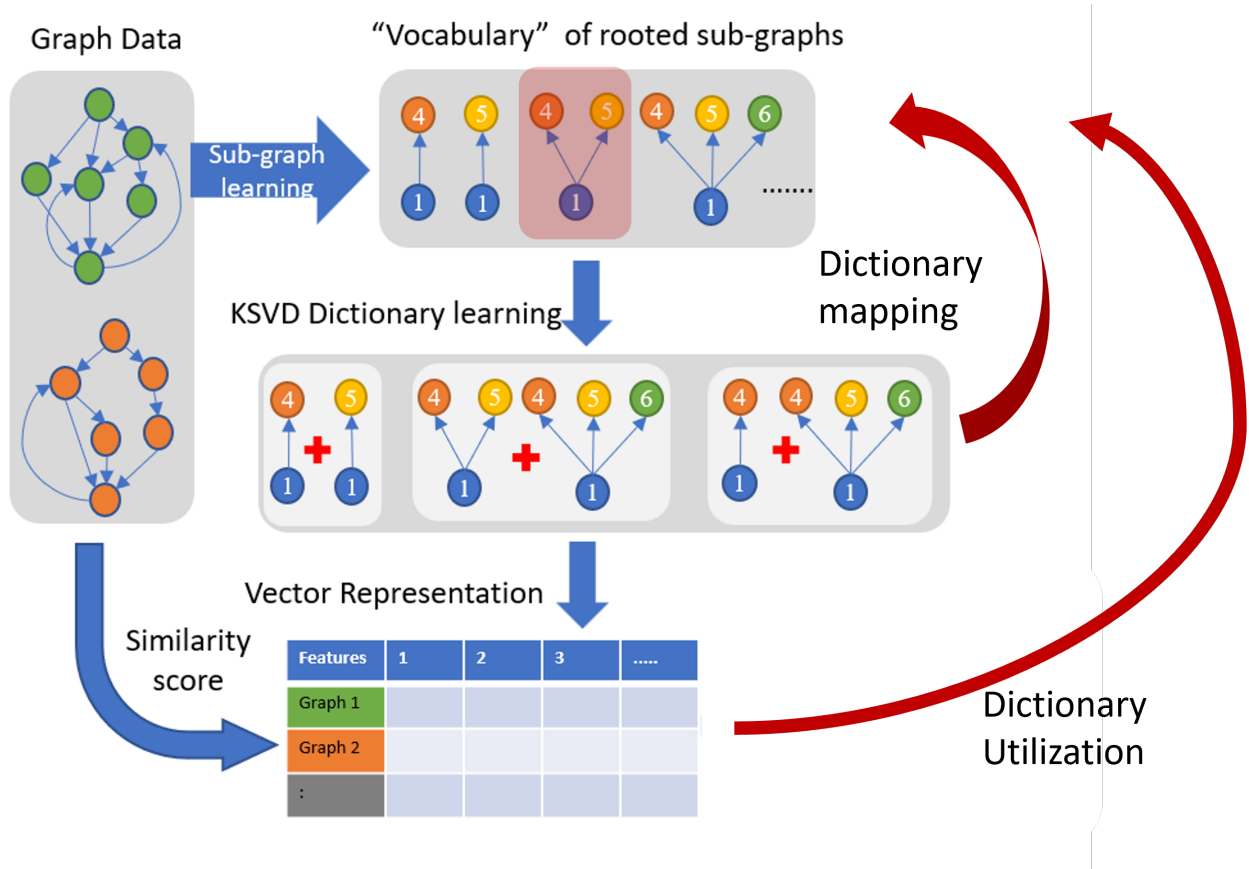 Graph Data
“Vocabulary” of rooted sub-graphs
4 5 4 5 4 5 6
Sub-graph
learning
1 1 1 1 .......
Dictionary
mapping
KSVD Dictionary learning
4 5 4 5 4 5 6 4 4 5 6
1 1 1 1 1 1
Vector Representation
Similarity
score
Features 1 2 3 .....
Graph 1
Graph 2
:
Dictionary
Utilization